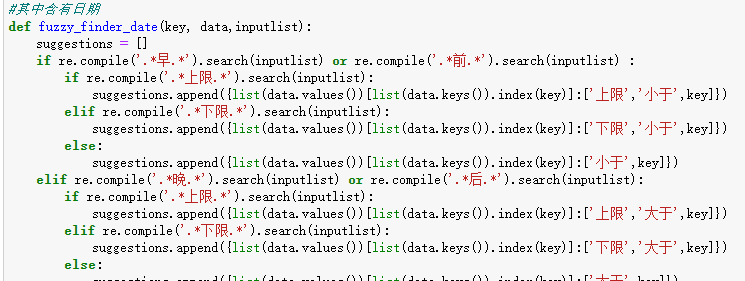 #其中含有日期
def fuzzy_finder_date(key, data,inputlist):
    suggestions = []
    if re.compile('.*早.*').search(inputlist) or re.compile('.*前.*').search(inputlist) :
        if re.compile('.*上限.*').search(inputlist):
            suggestions.append({list(data.values())[list(data.keys()).index(key)]:['上限','小于',key]})
        elif re.compile('.*下限.*').search(inputlist):
            suggestions.append({list(data.values())[list(data.keys()).index(key)]:['下限','小于',key]})
        else:
            suggestions.append({list(data.values())[list(data.keys()).index(key)]:['小于',key]})
    elif re.compile('.*晚.*').search(inputlist) or re.compile('.*后.*').search(inputlist):
        if re.compile('.*上限.*').search(inputlist):
            suggestions.append({list(data.values())[list(data.keys()).index(key)]:['上限','大于',key]})
        elif re.compile('.*下限.*').search(inputlist):
            suggestions.append({list(data.values())[list(data.keys()).index(key)]:['下限','大于',key]})
        else:
            suggestions.append({list(data.values())[list(data.keys()).index(key)]:['大于',key]})